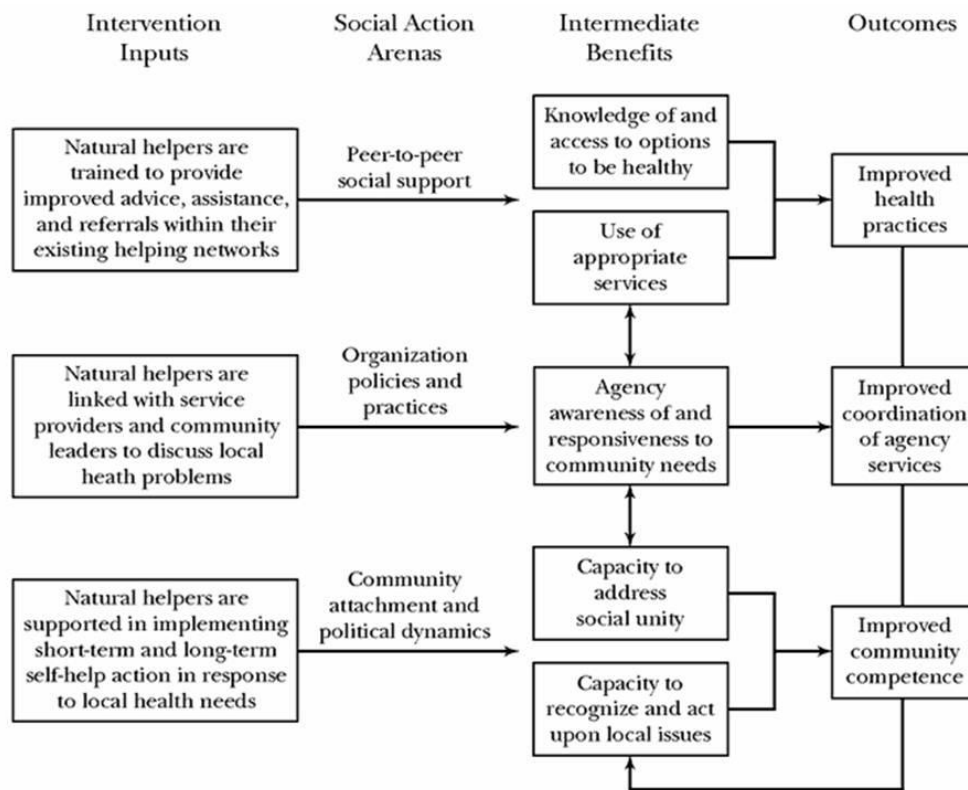 Intervention
Inputs
Social Action
Arenas
Intermediate
Benefits
Outcomes
Natural helpers are
trained to provide
improved advice, assistance,
and referrals within their
existing helping networks
Peer-to-peer
social support
Knowledge of and
access to options
to be healthy
Use of
appropriate
services
Improved
health
practices
Natural helpers are
linked with service
providers and community
leaders to discuss local
heath problems
Organization
policies and
practices
Agency
awareness of and
responsiveness to
community needs
Improved
coordination
of agency
services
Natural helpers are
supported in implementing
short-term and long-term
self-help action in response
to local health needs
Community
attachment and
political dynamics
Capacity to
address
social unity
Capacity to
recognize and act
upon local issues
Improved
community
competence